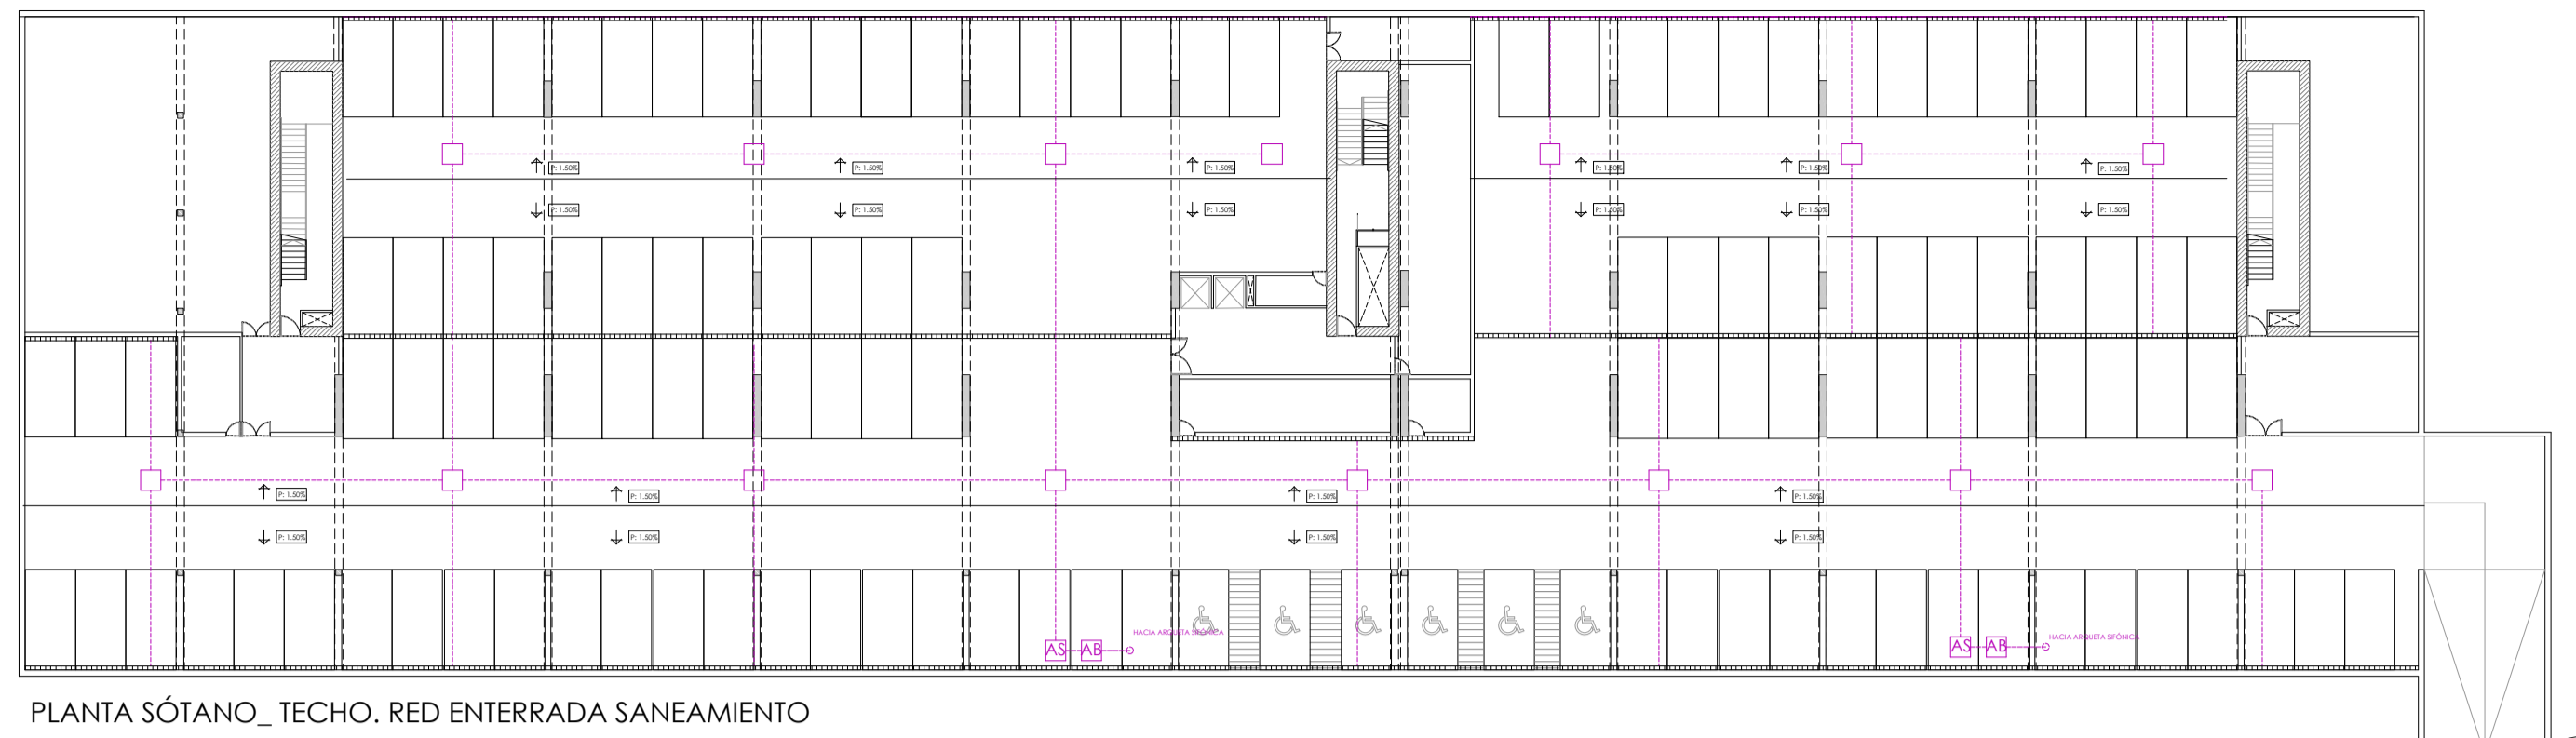 P: 1.50% P: 1.50% P: 1.50% P: 1.50% P: 1.50% P: 1.50%
P: 1.50% P: 1.50% P: 1.50% P: 1.50% P: 1.50% P: 1.50%
P: 1.50% P: 1.50% P: 1.50% P: 1.50%
P: 1.50% P: 1.50% P: 1.50% P: 1.50%
HACIA ARQUETA SIFÓNICA HACIA ARQUETA SIFÓNICA
AS AB AS AB
PLANTA SÓTANO_ TECHO. RED ENTERRADA SANEAMIENTO